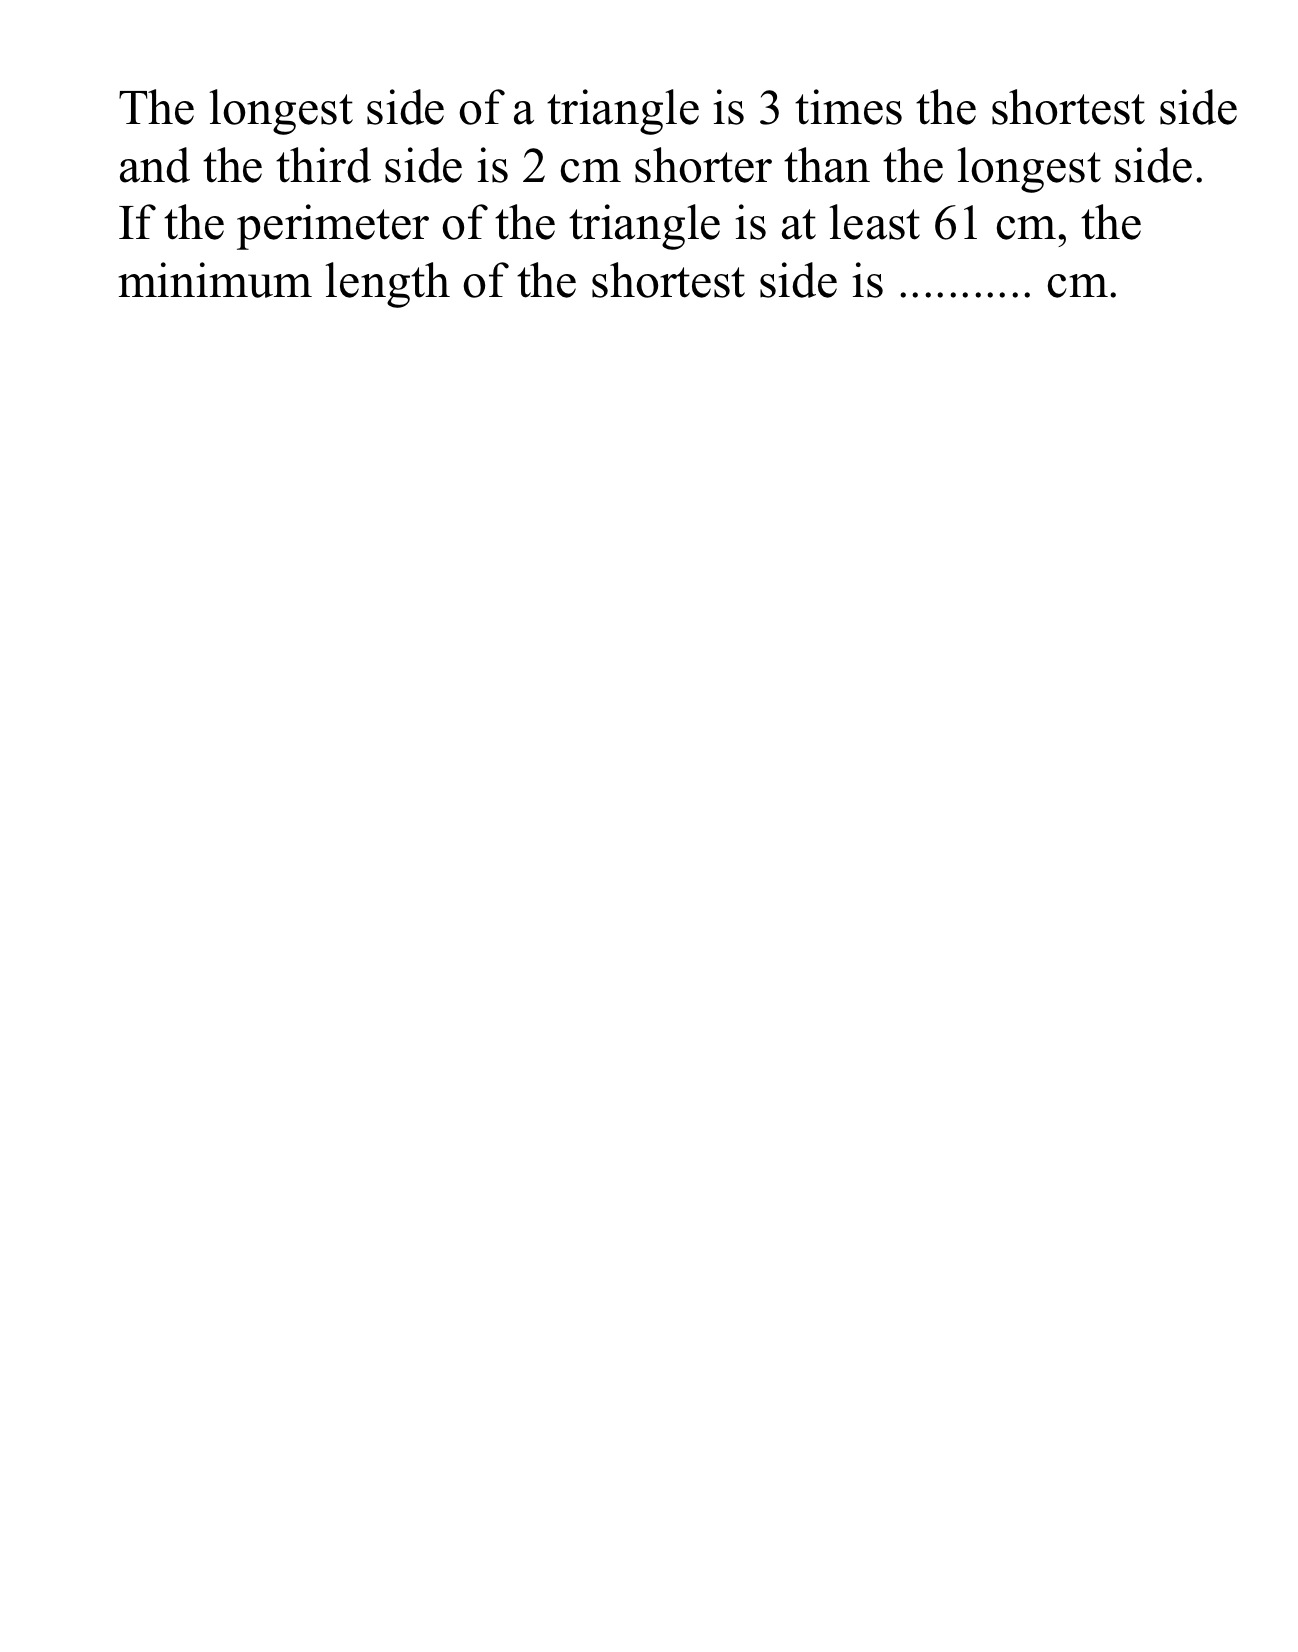 The longest side of a triangle is 3 times the shortest side
and the third side is 2 cm shorter than the longest side.
If the perimeter of the triangle is at least 61 cm, the
minimum length of the shortest side is ........... cm.